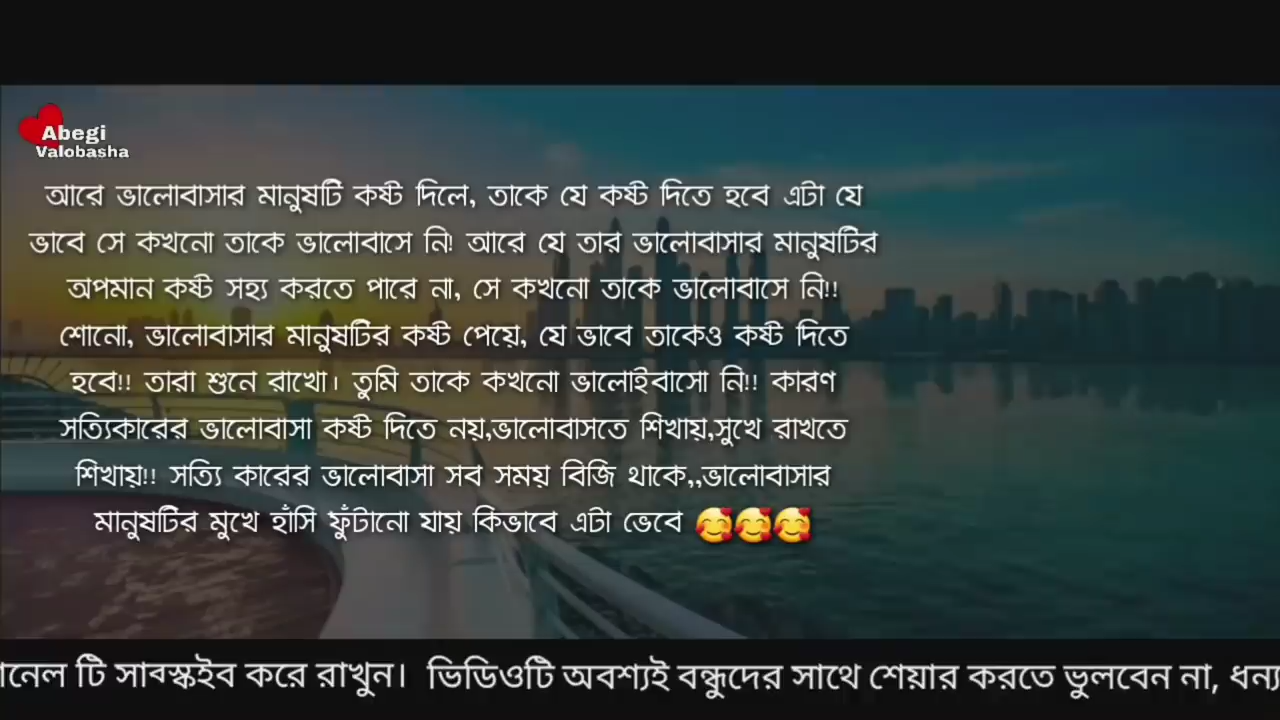 Abegi
Valobasha
আরে ভালোবাসার মানুষটি কষ্ট দিলে, তাকে যে কষ্ট দিতে হবে এটা যে
ভাবে সে কখনো তাকে ভালোবাসে নি! আরে যে তার ভালোবাসার মানুষটির
অপমান কষ্ট সহ্য করতে পারে না, সে কখনো তাকে ভালোবাসে নি!!
শোনো, ভালোবাসার মানুষটির কষ্ট পেয়ে, যে ভাবে তাকেও কষ্ট দিতে
হবে!! তারা শুনে রাখো। তুমি তাকে কখনো ভালোইবাসো নি!! কারণ
সত্যিকারের ভালোবাসা কষ্ট দিতে নয়,ভালোবাসতে শিখায়,সুখে রাখতে
শিখায়!! সত্যি কারের ভালোবাসা সব সময় বিজি থাকে,,ভালোবাসার
মানুষটির মুখে হাঁসি ফুঁটানো যায় কিভাবে এটা ভেবে 🥰🥰🥰
টি সাবস্কইব করে রাখুন। ভিডিওটি অবশ্যই বন্ধুদের সাথে শেয়ার করতে ভুলবেন না,